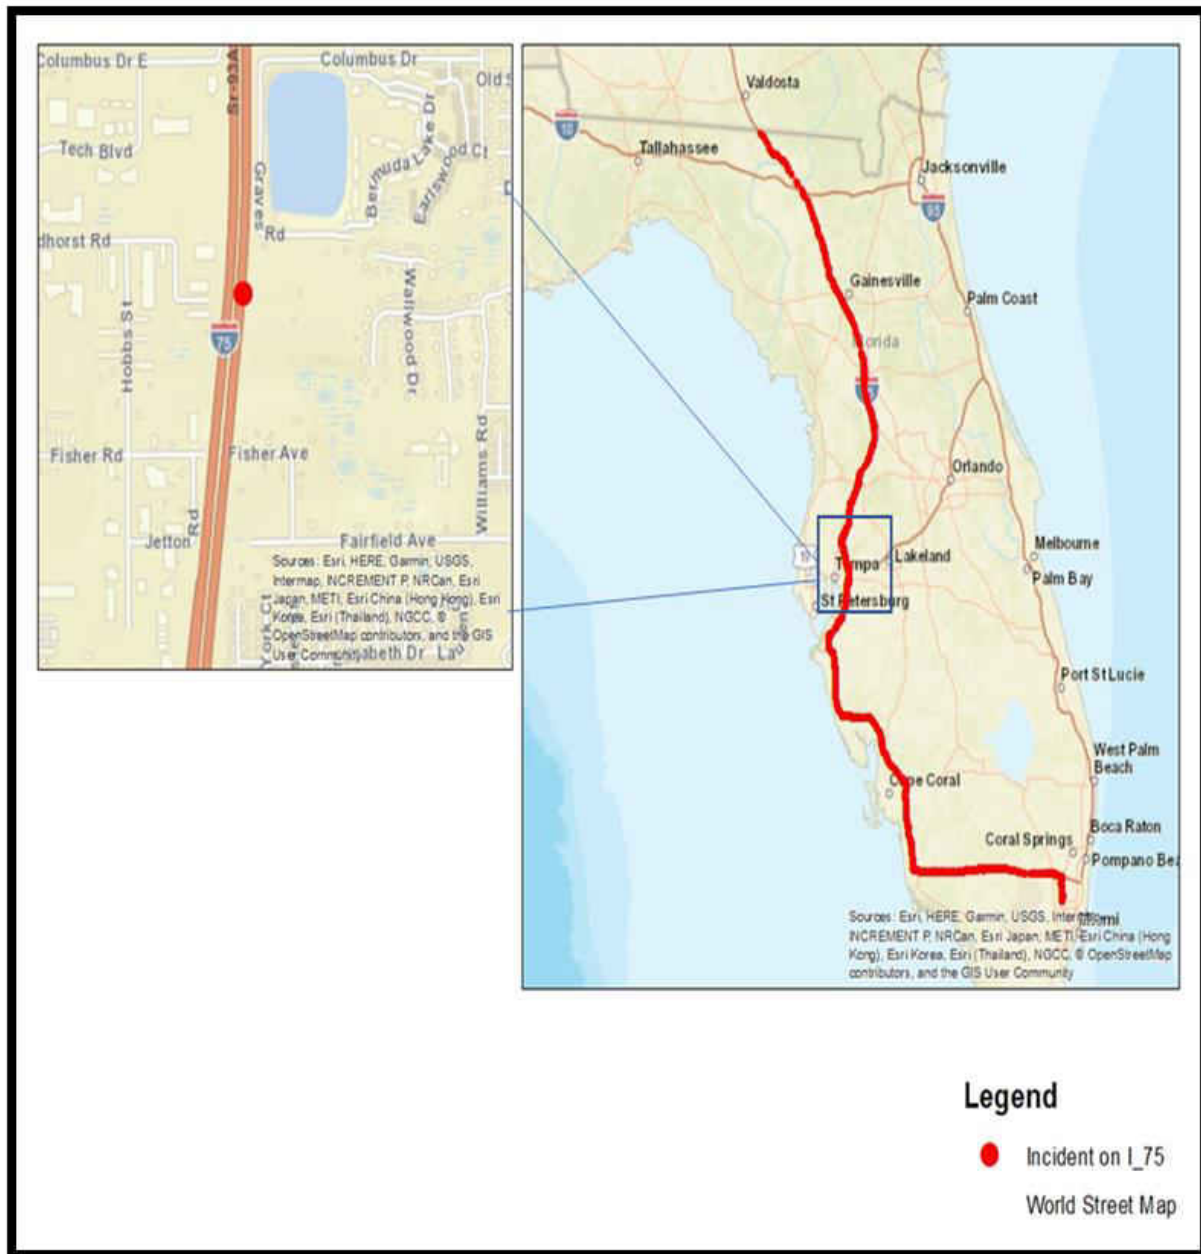 Columbus Dr E
Sr-93A
Columbus Dr
Old S
Tech Blvd
Graves
Rd
Bermuda Lake Dr
Earlswood Ct
dhorst Rd
Hobbs St
75
Wallwood Dr
Fisher Rd
Fisher Ave
Williams Rd
Jetton
Rd
Fairfield Ave
York Ct
Sources: Esri, HERE, Garmin, USGS,
Intermap, INCREMENT P, NRCan, Esri
Japan, METI, Esri China (Hong Kong), Esri
Korea, Esri (Thailand), NGCC, ©
OpenStreetMap contributors, and the GIS
User Community
abeth Dr
Valdosta
10
Tallahassee
Jacksonville
95
Gainesville
Palm Coast
Florida
Orlando
19
Tampa
Lakeland
Melbourne
Palm Bay
St Petersburg
Port St Lucie
West Palm
Beach
Cape Coral
Boca Raton
Coral Springs
Pompano Bea
Miami
Sources: Esri, HERE, Garmin, USGS, Intermap,
INCREMENT P, NRCan, Esri Japan, METI, Esri China (Hong
Kong), Esri Korea, Esri (Thailand), NGCC, © OpenStreetMap
contributors, and the GIS User Community
Legend
Incident on I_75
World Street Map